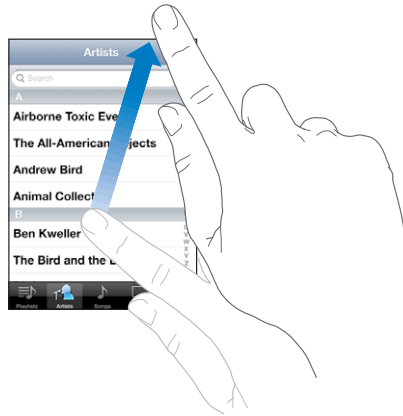 Artists
Search
A
Airborne Toxic Eve
The All-American jects
Andrew Bird
Animal Collect
B
Ben Kweller
The Bird and the
V
W
X
Y
Z
Playlists Artists Songs